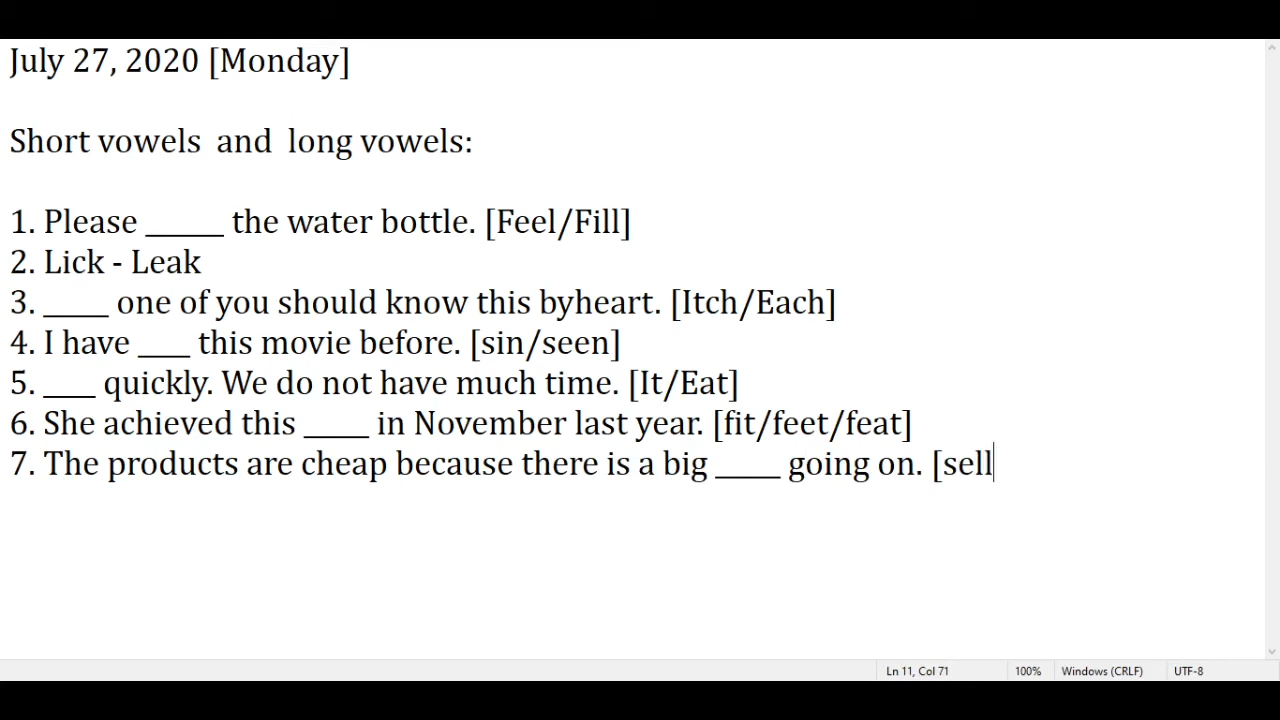 July 27, 2020 [Monday]
Short vowels  and  long vowels:
1. Please ______ the water bottle. [Feel/Fill]
2. Lick - Leak
3. _____ one of you should know this byheart. [Itch/Each]
4. I have ____ this movie before. [sin/seen]
5. ____ quickly. We do not have much time. [It/Eat]
6. She achieved this _____ in November last year. [fit/feet/feat]
7. The products are cheap because there is a big _____ going on. [sell
Ln 11, Col 71 100% Windows (CRLF) UTF-8